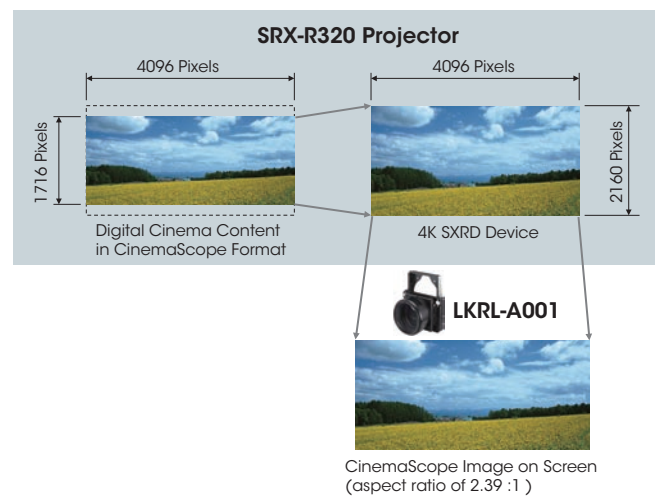 SRX-R320 Projector
4096 Pixels
4096 Pixels
1716 Pixels
2160 Pixels
Digital Cinema Content
in CinemaScope Format
4K SXRD Device
LKRL-A001
CinemaScope Image on Screen
(aspect ratio of 2.39 :1 )